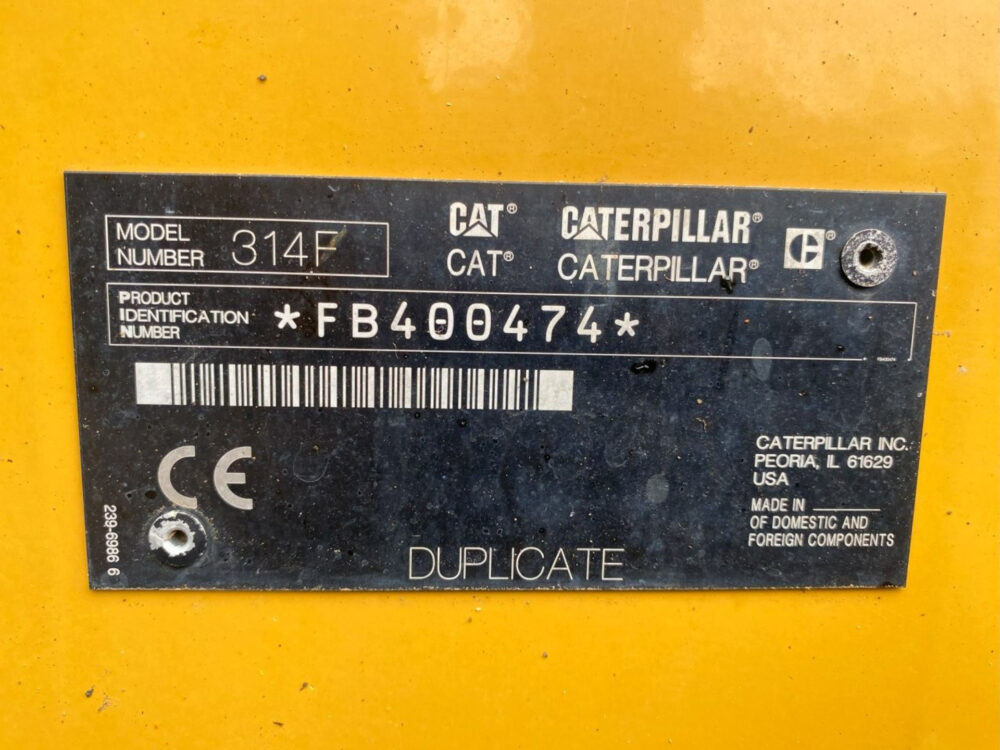 MODEL NUMBER 314F
CAT® CATERPILLAR® C®
CAT® CATERPILLAR®
PRODUCT
IDENTIFICATION
NUMBER
*FB400474*
CATERPILLAR INC.
PEORIA, IL 61629
USA
MADE IN ________
OF DOMESTIC AND
FOREIGN COMPONENTS
CE
239-6986 6
DUPLICATE